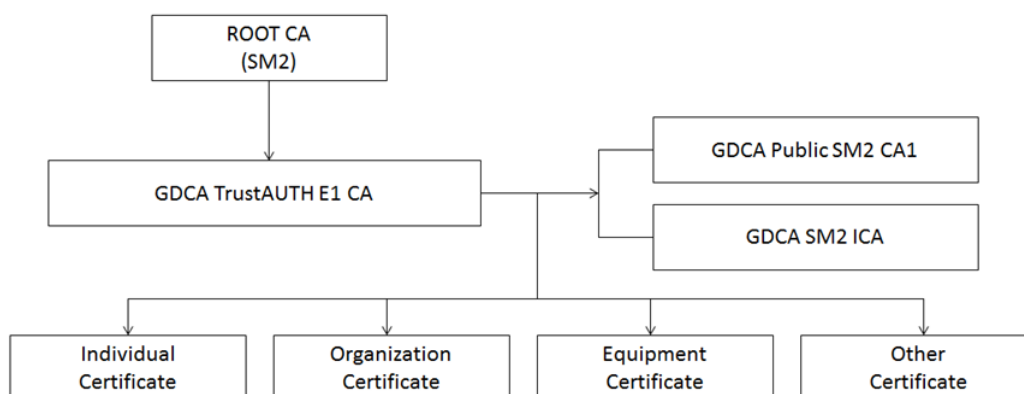 ROOT CA
(SM2)
GDCA Public SM2 CA1
GDCA TrustAUTH E1 CA
GDCA SM2 ICA
Individual
Certificate
Organization
Certificate
Equipment
Certificate
Other
Certificate